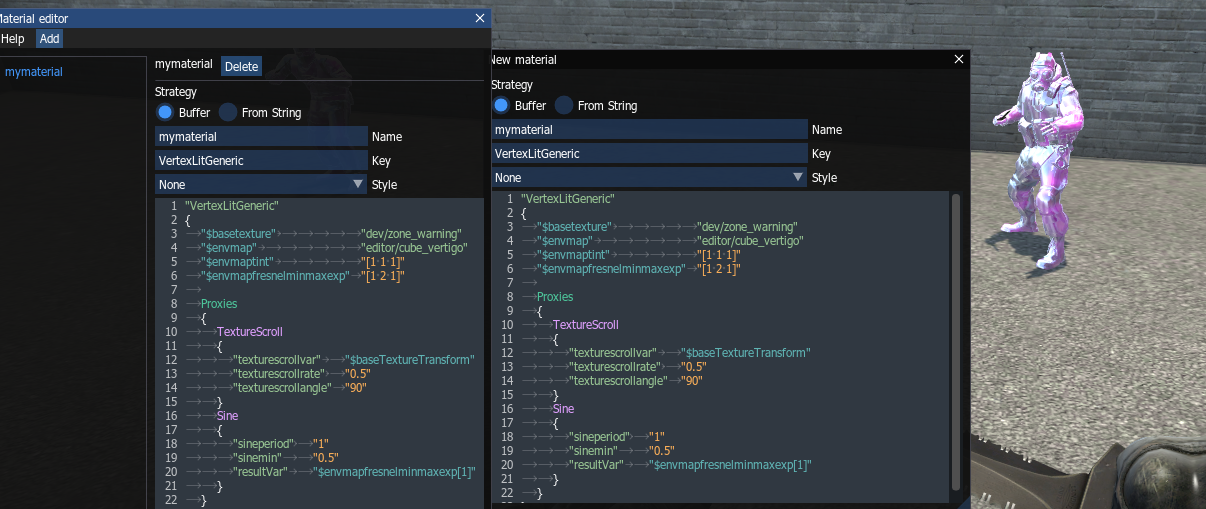 Material editor
Help Add
mymaterial
mymaterial Delete
Strategy
Buffer From String
mymaterial Name
VertexLitGeneric Key
None Style
1 "VertexLitGeneric"
2 {
3 "$basetexture" "dev/zone_warning"
4 "$envmap" "editor/cube_vertigo"
5 "$envmaptint" "[1 1 1]"
6 "$envmapfresnelminmaxexp" "[1 2 1]"
7
8 Proxies
9 {
10 TextureScroll
11 {
12 "texturescrollvar" "$baseTextureTransform"
13 "texturescrollrate" "0.5"
14 "texturescrollangle" "90"
15 }
16 Sine
17 {
18 "sineperiod" "1"
19 "sinemin" "0.5"
20 "resultVar" "$envmapfresnelminmaxexp[1]"
21 }
22 }
New material
Strategy
Buffer From String
mymaterial Name
VertexLitGeneric Key
None Style
1 "VertexLitGeneric"
2 {
3 "$basetexture" "dev/zone_warning"
4 "$envmap" "editor/cube_vertigo"
5 "$envmaptint" "[1 1 1]"
6 "$envmapfresnelminmaxexp" "[1 2 1]"
7
8 Proxies
9 {
10 TextureScroll
11 {
12 "texturescrollvar" "$baseTextureTransform"
13 "texturescrollrate" "0.5"
14 "texturescrollangle" "90"
15 }
16 Sine
17 {
18 "sineperiod" "1"
19 "sinemin" "0.5"
20 "resultVar" "$envmapfresnelminmaxexp[1]"
21 }
22 }